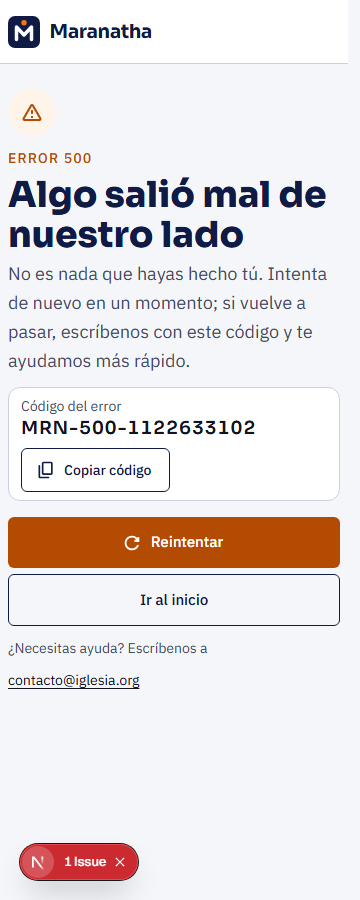 Maranatha
ERROR 500
Algo salió mal de
nuestro lado
No es nada que hayas hecho tú. Intenta
de nuevo en un momento; si vuelve a
pasar, escríbenos con este código y te
ayudamos más rápido.
Código del error
MRN-500-1122633102
Copiar código
Reintentar
Ir al inicio
¿Necesitas ayuda? Escríbenos a
contacto@iglesia.org
1 Issue